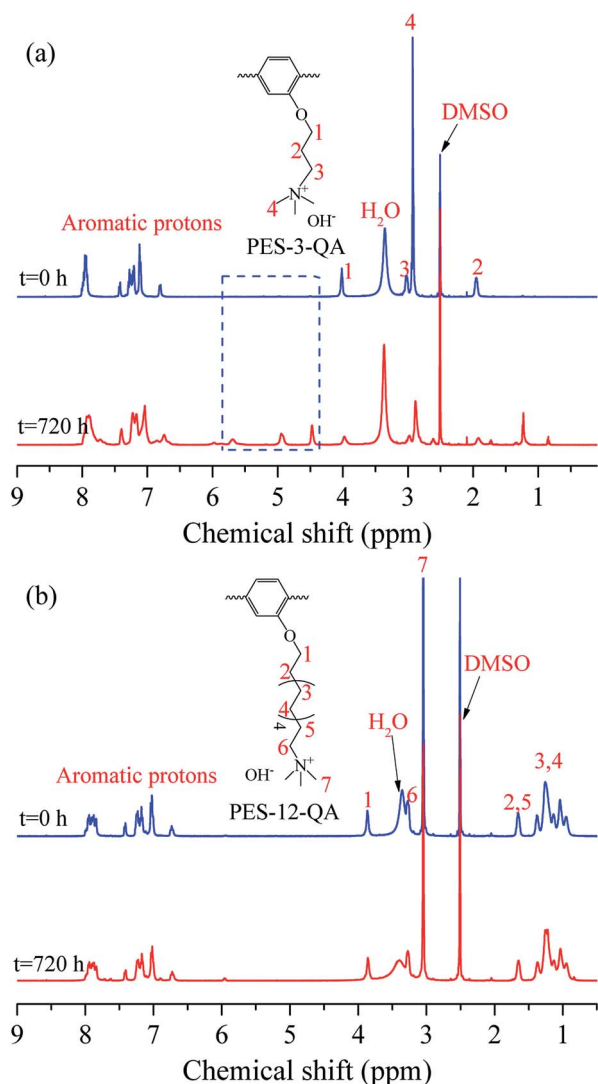 (a)
4
O
1
2
3
N+
4
OH-
PES-3-QA
DMSO
H2O
Aromatic protons
t=0 h
1
3
2
t=720 h
9 8 7 6 5 4 3 2 1
Chemical shift (ppm)
(b)
7
O
1
2
3
4
4
5
6
N+
7
OH-
PES-12-QA
DMSO
H2O
Aromatic protons
t=0 h
1
6
2,5
3,4
t=720 h
9 8 7 6 5 4 3 2 1
Chemical shift (ppm)